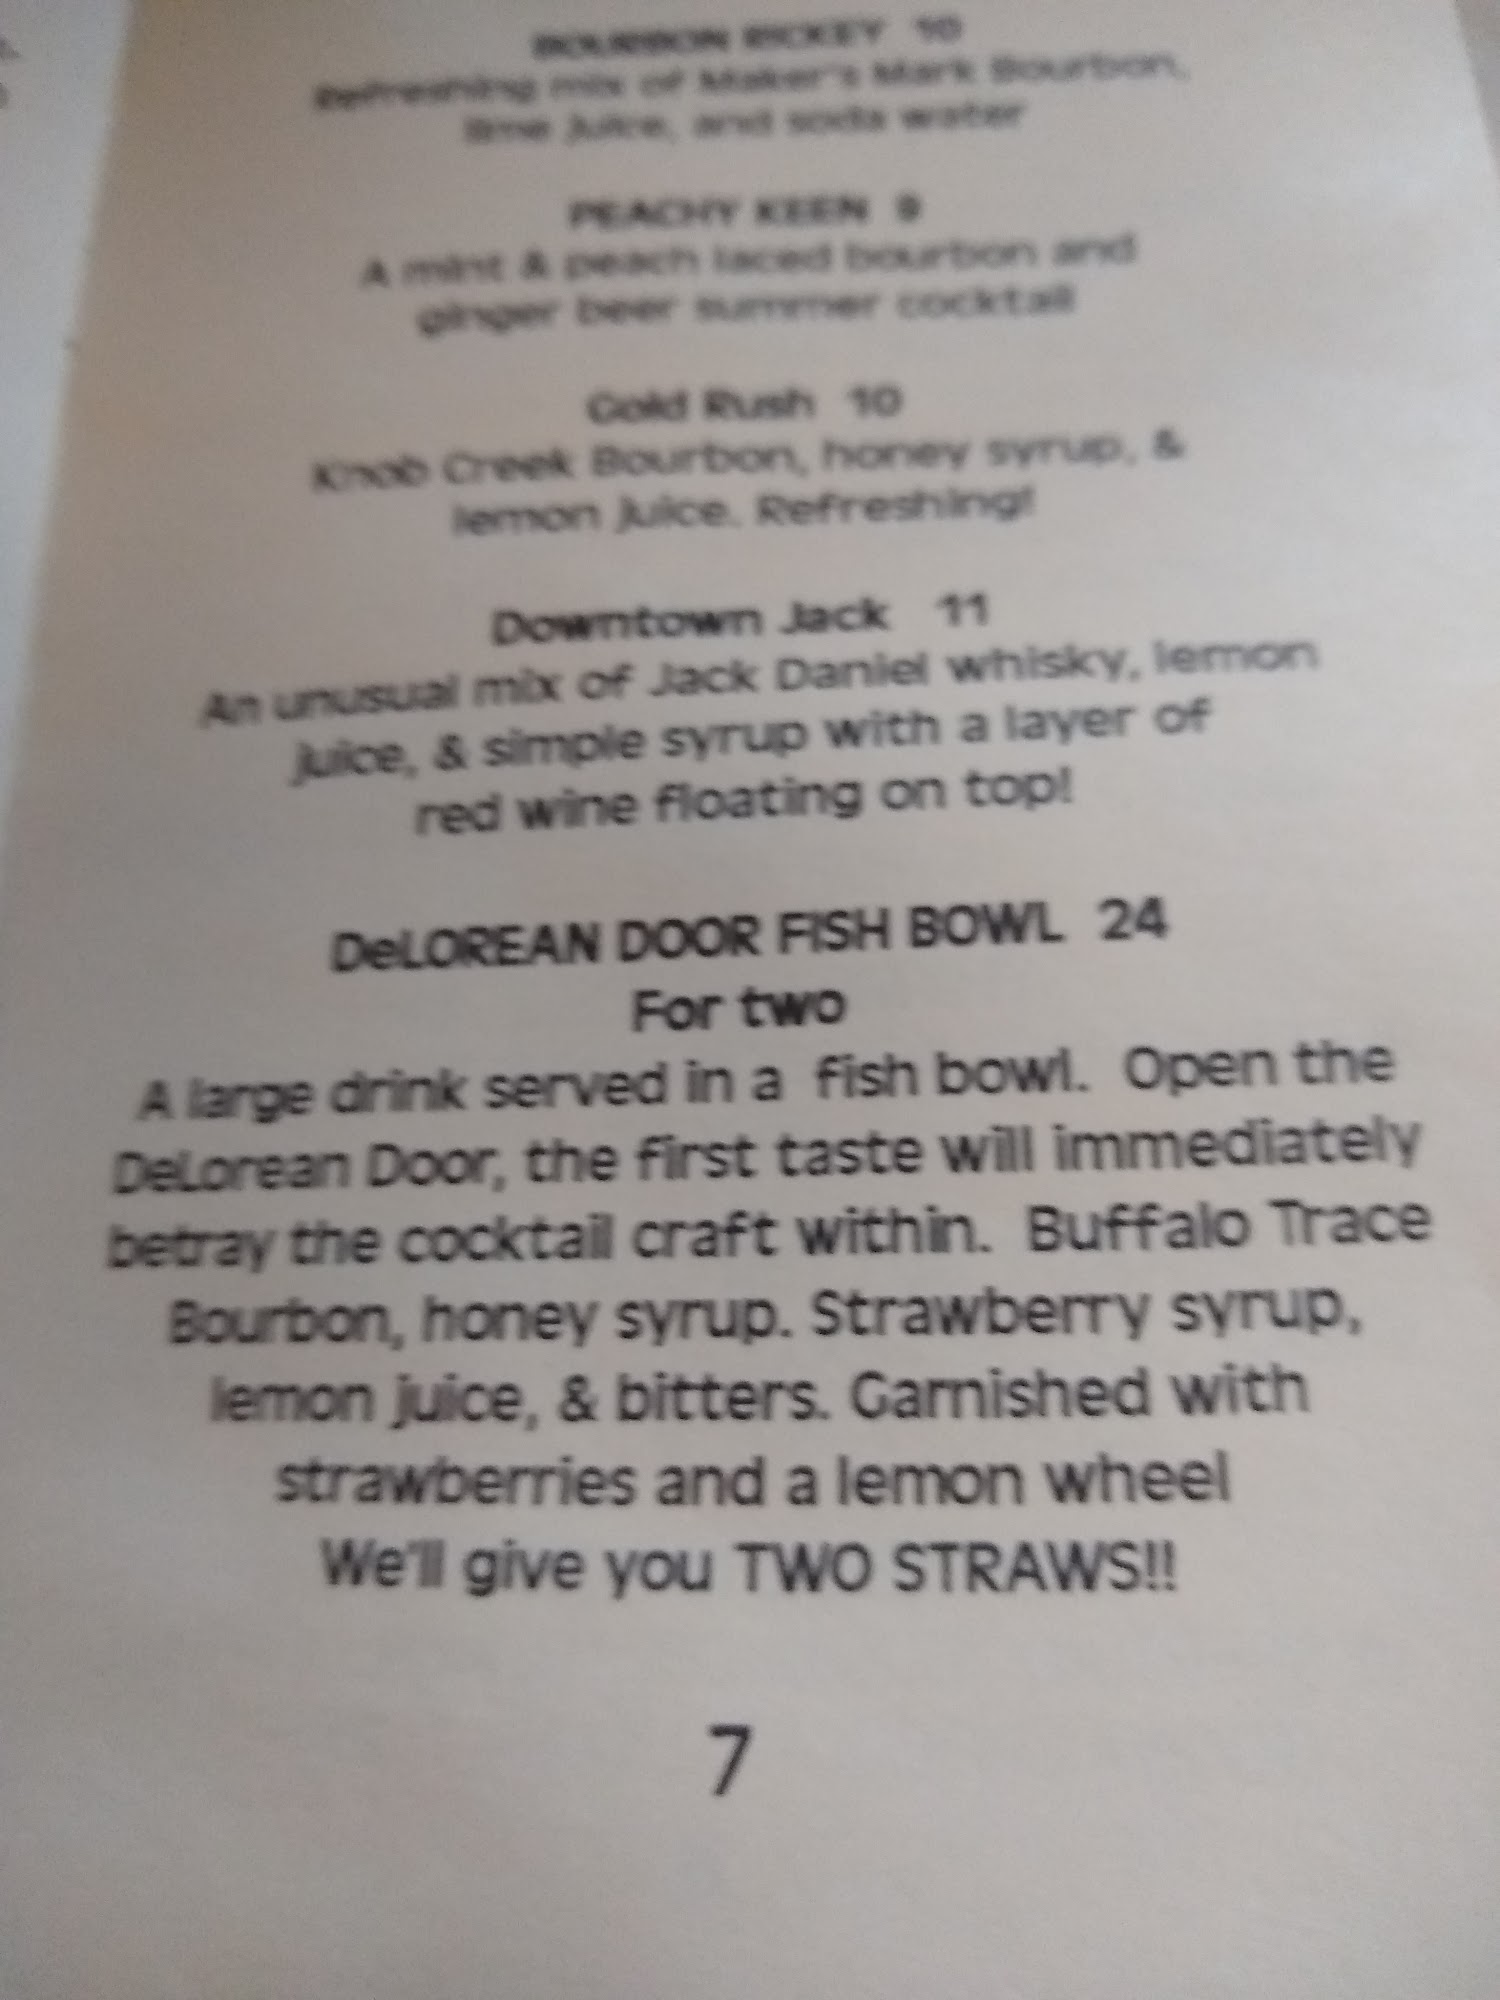 BOURBON RICKEY 10
Refreshing mix of Maker's Mark Bourbon,
lime juice, and soda water
PEACHY KEEN 9
A mint & peach laced bourbon and
ginger beer summer cocktail
Gold Rush 10
Knob Creek Bourbon, honey syrup, &
lemon juice. Refreshing!
Downtown Jack 11
An unusual mix of Jack Daniel whisky, lemon
juice, & simple syrup with a layer of
red wine floating on top!
DeLOREAN DOOR FISH BOWL 24
For two
A large drink served in a fish bowl. Open the
DeLorean Door, the first taste will immediately
betray the cocktail craft within. Buffalo Trace
Bourbon, honey syrup. Strawberry syrup,
lemon juice, & bitters. Garnished with
strawberries and a lemon wheel
We'll give you TWO STRAWS!!
7